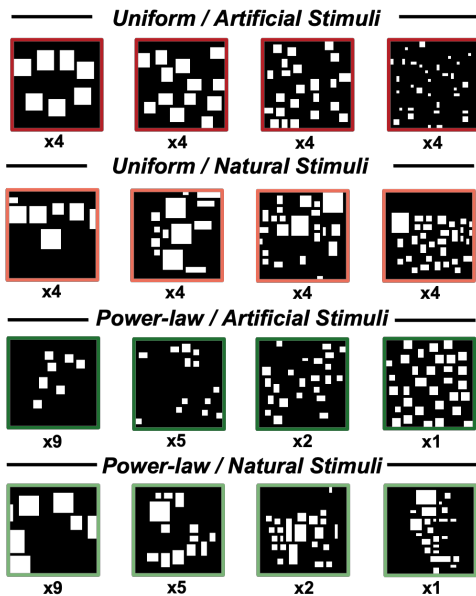 Uniform / Artificial Stimuli
x4 x4 x4 x4
Uniform / Natural Stimuli
x4 x4 x4 x4
Power-law / Artificial Stimuli
x9 x5 x2 x1
Power-law / Natural Stimuli
x9 x5 x2 x1